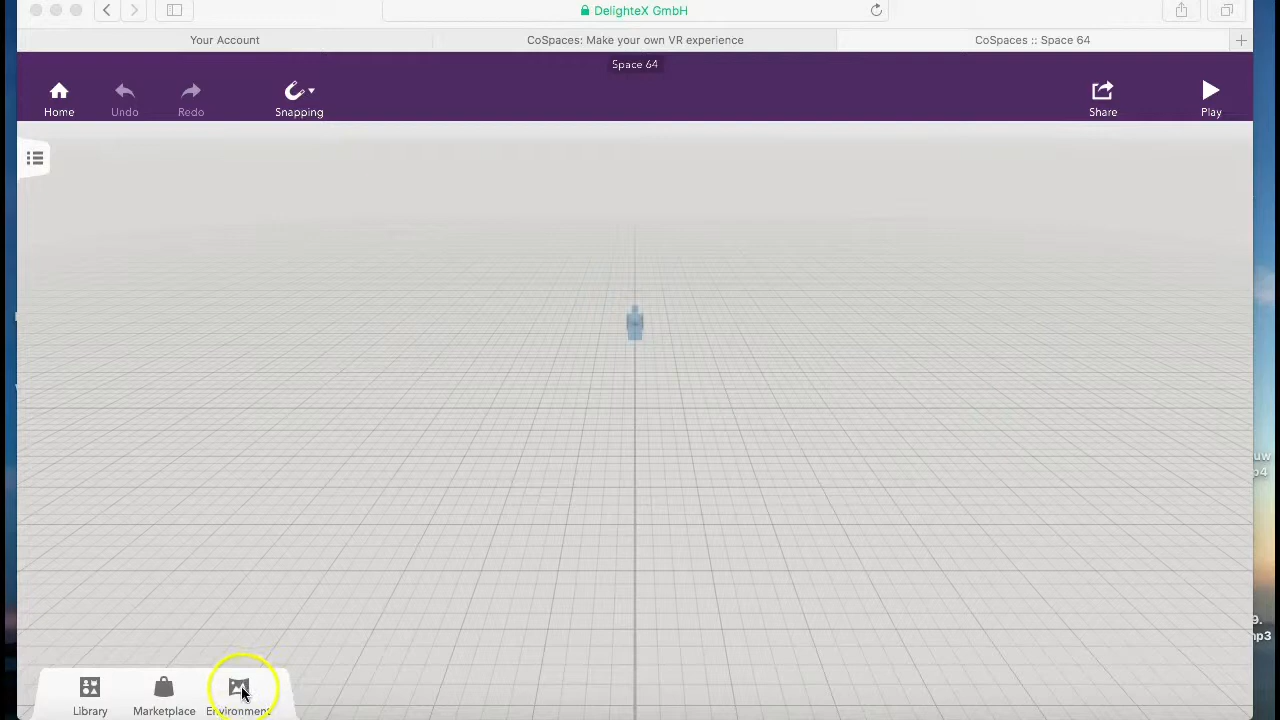 DelighteX GmbH
Your Account
CoSpaces: Make your own VR experience
CoSpaces :: Space 64
Space 64
Home
Undo
Redo
Snapping
Share
Play
Library
Marketplace
Environment